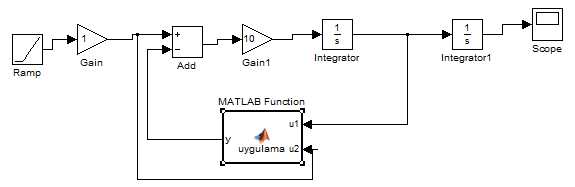 1
+
−
10
1
s
1
s
Ramp
Gain
Add
Gain1
Integrator
Integrator1
Scope
MATLAB Function
u1
y
uygulama u2